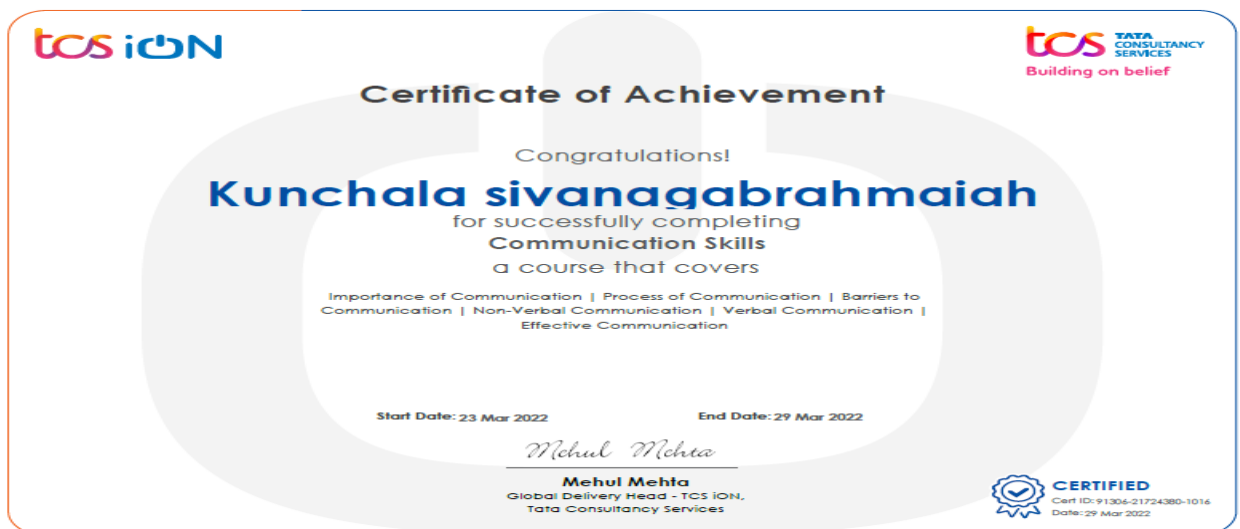 tcs iON
tcs TATA
CONSULTANCY
SERVICES
Building on belief
Certificate of Achievement
Congratulations!
Kunchala sivanagabrahmaiah
for successfully completing
Communication Skills
a course that covers
Importance of Communication | Process of Communication | Barriers to
Communication | Non-Verbal Communication | Verbal Communication |
Effective Communication
Start Date: 23 Mar 2022 End Date: 29 Mar 2022
Mehul Mehta
Mehul Mehta
Global Delivery Head - TCS iON,
Tata Consultancy Services
CERTIFIED
Cert ID: 91306-21724380-1016
Date: 29 Mar 2022